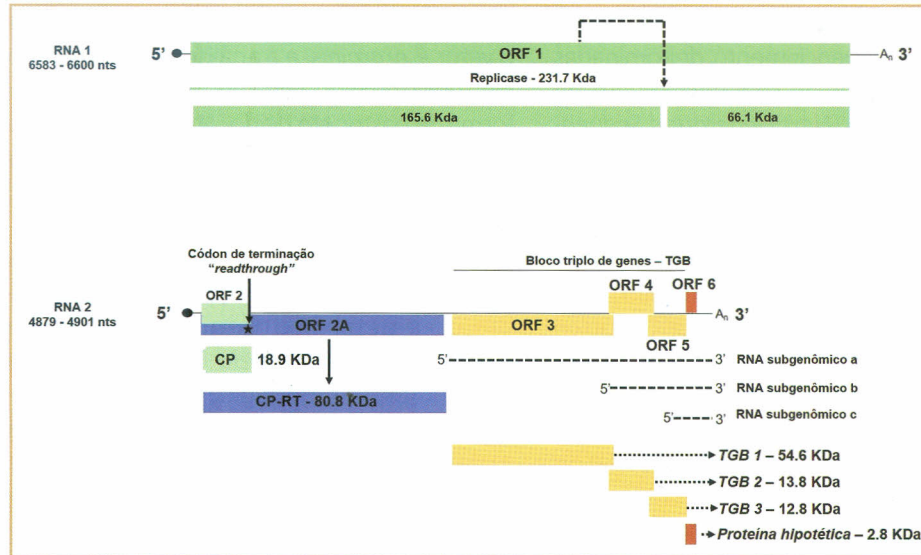 RNA 1
6583 - 6600 nts
5’
ORF 1
An 3’
Replicase - 231.7 Kda
165.6 Kda
66.1 Kda
Códon de terminação
“readthrough”
Bloco triplo de genes – TGB
RNA 2
4879 - 4901 nts
5’
ORF 2
ORF 2A
ORF 3
ORF 4
ORF 5
ORF 6
An 3’
CP
18.9 KDa
CP-RT - 80.8 KDa
5’
3’
RNA subgenômico a
5’
3’
RNA subgenômico b
5’
3’
RNA subgenômico c
TGB 1 – 54.6 KDa
TGB 2 – 13.8 KDa
TGB 3 – 12.8 KDa
Proteína hipotética – 2.8 KDa